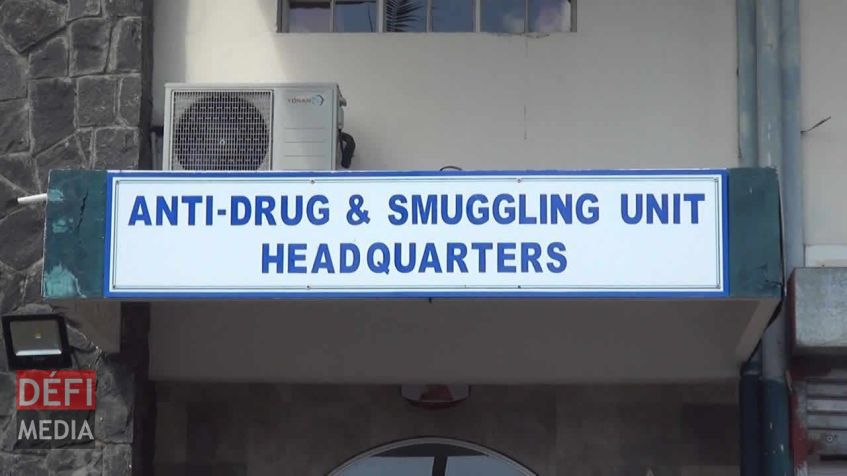 ANTI-DRUG & SMUGGLING UNIT
HEADQUARTERS
DÉFI
MEDIA